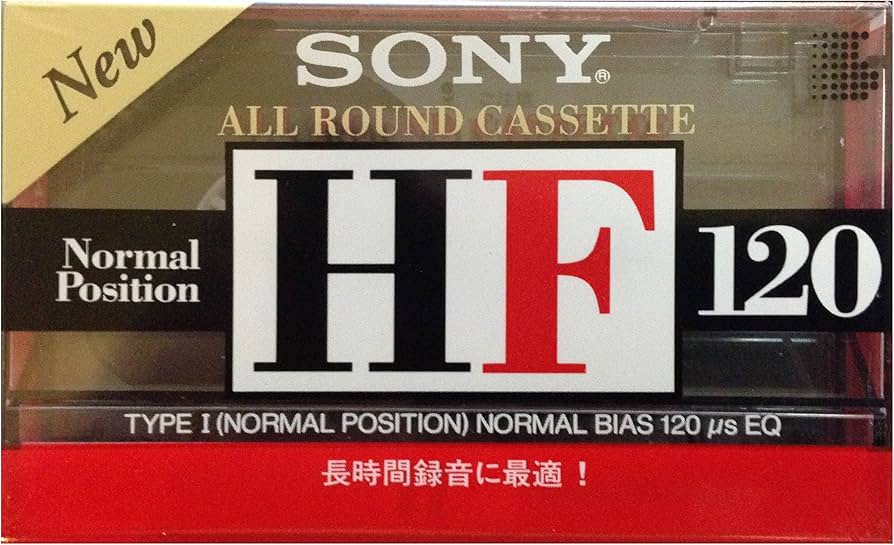 New
SONY®
ALL ROUND CASSETTE
HF
Normal
Position
120
TYPE I (NORMAL POSITION) NORMAL BIAS 120 µs EQ
長時間録音に最適！